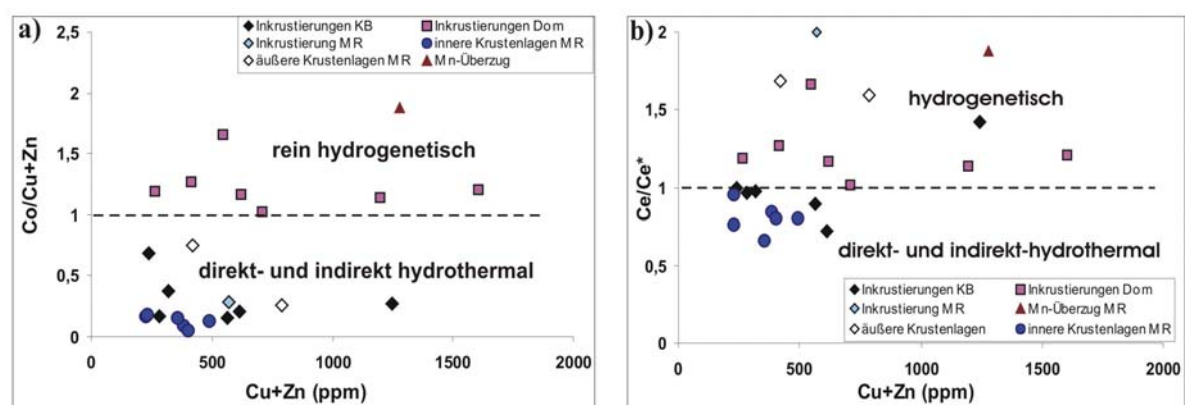 a)
2,5
2
1,5
1
0,5
0
Co/Cu+Zn
Inkrustierungen KB
Inkrustierungen Dom
Inkrustierung MR
innere Krustenlagen MR
äußere Krustenlagen MR
Mn-Überzug
rein hydrogenetisch
direkt- und indirekt hydrothermal
0 500 1000 1500 2000
Cu+Zn (ppm)
b)
2
1,5
1
0,5
0
Ce/Ce*
hydrogenetisch
direkt- und indirekt-hydrothermal
Inkrustierungen KB
Inkrustierungen Dom
Inkrustierung MR
Mn-Überzug MR
äußere Krustenlagen
innere Krustenlagen MR
0 500 1000 1500 2000
Cu+Zn (ppm)